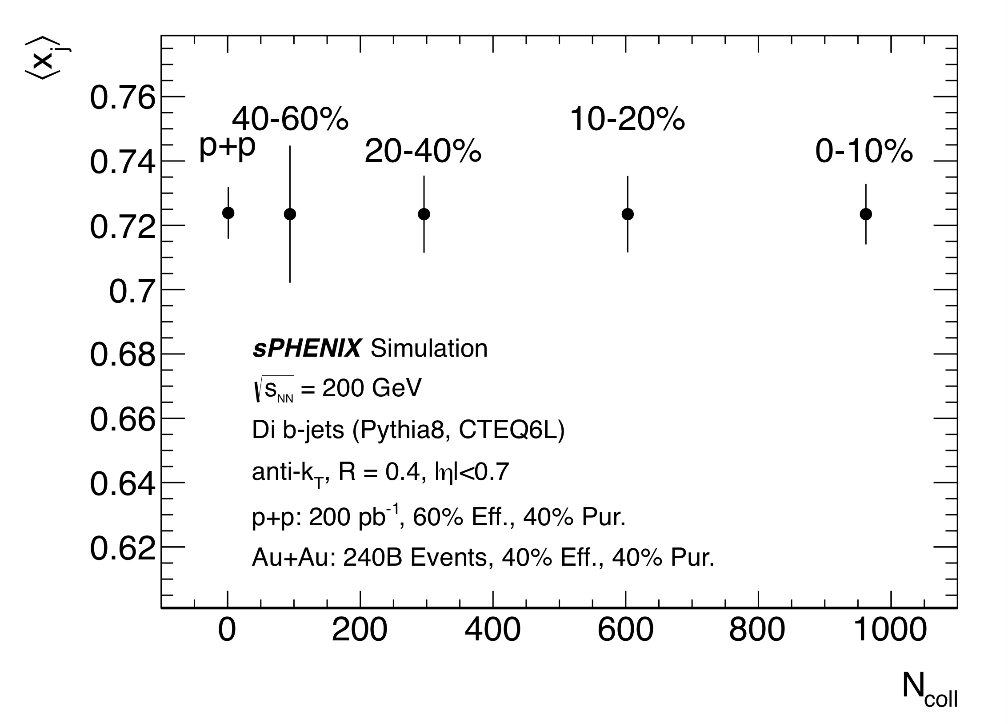 ⟨x_j⟩
0.76
0.74
0.72
0.7
0.68
0.66
0.64
0.62
40-60%
10-20%
p+p
20-40%
0-10%
sPHENIX Simulation
√s_NN = 200 GeV
Di b-jets (Pythia8, CTEQ6L)
anti-k_T, R = 0.4, |η|<0.7
p+p: 200 pb⁻¹, 60% Eff., 40% Pur.
Au+Au: 240B Events, 40% Eff., 40% Pur.
0 200 400 600 800 1000
N_coll